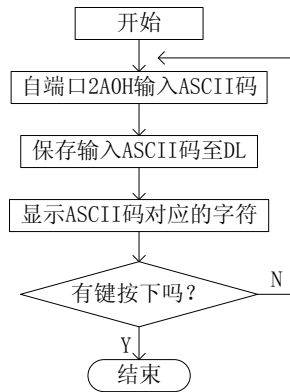 开始
自端口2A0H输入ASCII码
保存输入ASCII码至DL
显示ASCII码对应的字符
有键按下吗？
N
Y
结束